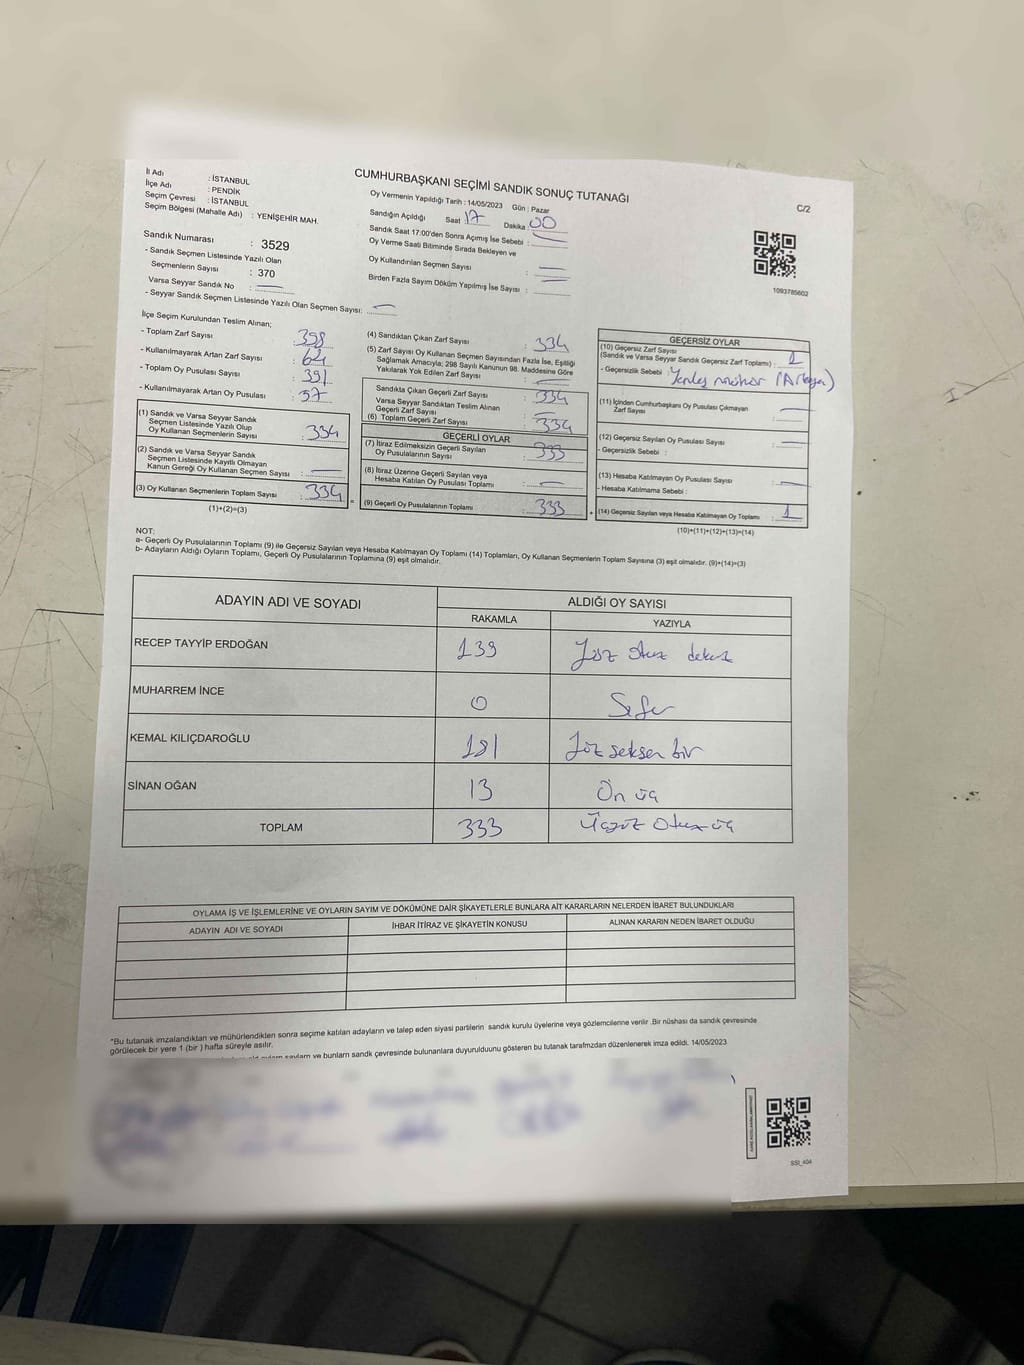 CUMHURBAŞKANI SEÇİMİ SANDIK SONUÇ TUTANAĞI
C/2
İl Adı : İSTANBUL
İlçe Adı : PENDİK
Seçim Çevresi : İSTANBUL
Seçim Bölgesi (Mahalle Adı) : YENİŞEHİR MAH.
Sandık Numarası : 3529
- Sandık Seçmen Listesinde Yazılı Olan
Seçmenlerin Sayısı : 370
Varsa Seyyar Sandık No :
- Seyyar Sandık Seçmen Listesinde Yazılı Olan Seçmen Sayısı:
Oy Vermenin Yapıldığı Tarih : 14/05/2023 Gün : Pazar
Sandığın Açıldığı Saat 17 Dakika : 00
Sandık Saat 17:00'den Sonra Açımış İse Sebebi :
Oy Verme Saati Bitiminde Sırada Bekleyen ve
Oy Kullandırılan Seçmen Sayısı :
Birden Fazla Sayım Döküm Yapılmış İse Sayısı :
1093785602
İlçe Seçim Kurulundan Teslim Alınan;
- Toplam Zarf Sayısı : 398
- Kullanılmayarak Artan Zarf Sayısı : 64
- Toplam Oy Pusulası Sayısı : 391
- Kullanılmayarak Artan Oy Pusulası : 57
(1) Sandık ve Varsa Seyyar Sandık
Seçmen Listesinde Yazılı Olup
Oy Kullanan Seçmenlerin Sayısı : 334
(2) Sandık ve Varsa Seyyar Sandık
Seçmen Listesinde Kayıtlı Olmayan
Kanun Gereği Oy Kullanan Seçmen Sayısı :
(3) Oy Kullanan Seçmenlerin Toplam Sayısı : 334
(1)+(2)=(3)
(4) Sandıktan Çıkan Zarf Sayısı : 334
(5) Zarf Sayısı Oy Kullanan Seçmen Sayısından Fazla İse, Eşitliği
Sağlamak Amacıyla; 298 Sayılı Kanunun 98. Maddesine Göre
Yakılarak Yok Edilen Zarf Sayısı :
Sandıkta Çıkan Geçerli Zarf Sayısı : 334
Varsa Seyyar Sandıktan Teslim Alınan
Geçerli Zarf Sayısı :
(6) Toplam Geçerli Zarf Sayısı : 334
GEÇERLİ OYLAR
(7) İtiraz Edilmeksizin Geçerli Sayılan
Oy Pusulalarının Sayısı : 333
(8) İtiraz Üzerine Geçerli Sayılan veya
Hesaba Katılan Oy Pusulası Toplamı :
(9) Geçerli Oy Pusulalarının Toplamı : 333
GEÇERSİZ OYLAR
(10) Geçersiz Zarf Sayısı
(Sandık ve Varsa Seyyar Sandık Geçersiz Zarf Toplamı) : 1
- Geçersizlik Sebebi : mühür
(11) İçinden Cumhurbaşkanı Oy Pusulası Çıkmayan
Zarf Sayısı :
(12) Geçersiz Sayılan Oy Pusulası Sayısı :
- Geçersizlik Sebebi :
(13) Hesaba Katılmayan Oy Pusulası Sayısı :
- Hesaba Katılmama Sebebi :
(14) Geçersiz Sayılan veya Hesaba Katılmayan Oy Toplamı : 1
(10)+(11)+(12)+(13)=(14)
NOT:
a- Geçerli Oy Pusulalarının Toplamı (9) ile Geçersiz Sayılan veya Hesaba Katılmayan Oy Toplamı (14) Toplamları, Oy Kullanan Seçmenlerin Toplam Sayısına (3) eşit olmalıdır. (9)+(14)=(3)
b- Adayların Aldığı Oyların Toplamı, Geçerli Oy Pusulalarının Toplamına (9) eşit olmalıdır.
ADAYIN ADI VE SOYADI
ALDIĞI OY SAYISI
RAKAMLA YAZIYLA
RECEP TAYYİP ERDOĞAN 139 Yüz otuz dokuz
MUHARREM İNCE 0 Sıfır
KEMAL KILIÇDAROĞLU 181 Yüz seksen bir
SİNAN OĞAN 13 On üç
TOPLAM 333 Üçyüz Otuz üç
OYLAMA İŞ VE İŞLEMLERİNE VE OYLARIN SAYIM VE DÖKÜMÜNE DAİR ŞİKAYETLERLE BUNLARA AİT KARARLARIN NELERDEN İBARET BULUNDUKLARI
ADAYIN ADI VE SOYADI
İHBAR İTİRAZ VE ŞİKAYETİN KONUSU
ALINAN KARARIN NEDEN İBARET OLDUĞU
*Bu tutanak imzalandıktan ve mühürlendikten sonra seçime katılan adayların ve talep eden siyasi partilerin sandık kurulu üyelerine veya gözlemcilerine verilir .Bir nüshası da sandık çevresinde
görülecek bir yere 1 (bir ) hafta süreyle asılır.
ve bunların sandk çevresinde bulunanlara duyurulduunu gösteren bu tutanak tarafmzdan düzenlenerek imza edildi. 14/05/2023
SSI_404